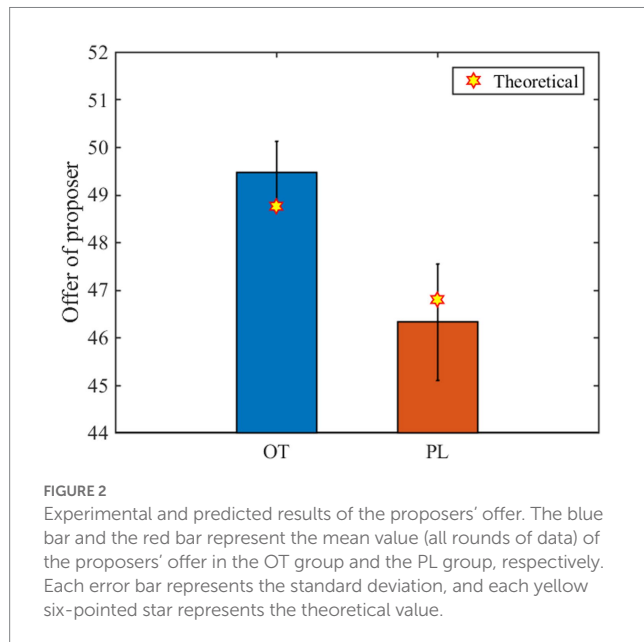 52
51
50
49
48
47
46
45
44
Offer of proposer
Theoretical
OT
PL
FIGURE 2
Experimental and predicted results of the proposers' offer. The blue
bar and the red bar represent the mean value (all rounds of data) of
the proposers' offer in the OT group and the PL group, respectively.
Each error bar represents the standard deviation, and each yellow
six-pointed star represents the theoretical value.